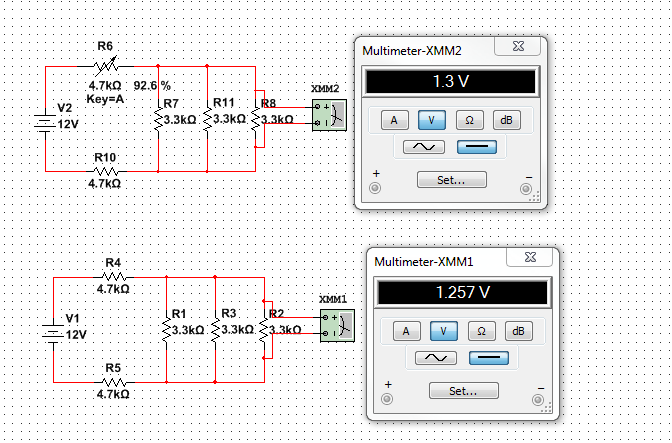 R6
4.7kΩ 92.6 %
Key=A
V2
12V
R7
3.3kΩ
R11
3.3kΩ
R8
3.3kΩ
XMM2
R10
4.7kΩ
Multimeter-XMM2
1.3 V
A V Ω dB
+ Set... −
R4
4.7kΩ
V1
12V
R1
3.3kΩ
R3
3.3kΩ
R2
3.3kΩ
XMM1
R5
4.7kΩ
Multimeter-XMM1
1.257 V
A V Ω dB
+ Set... −